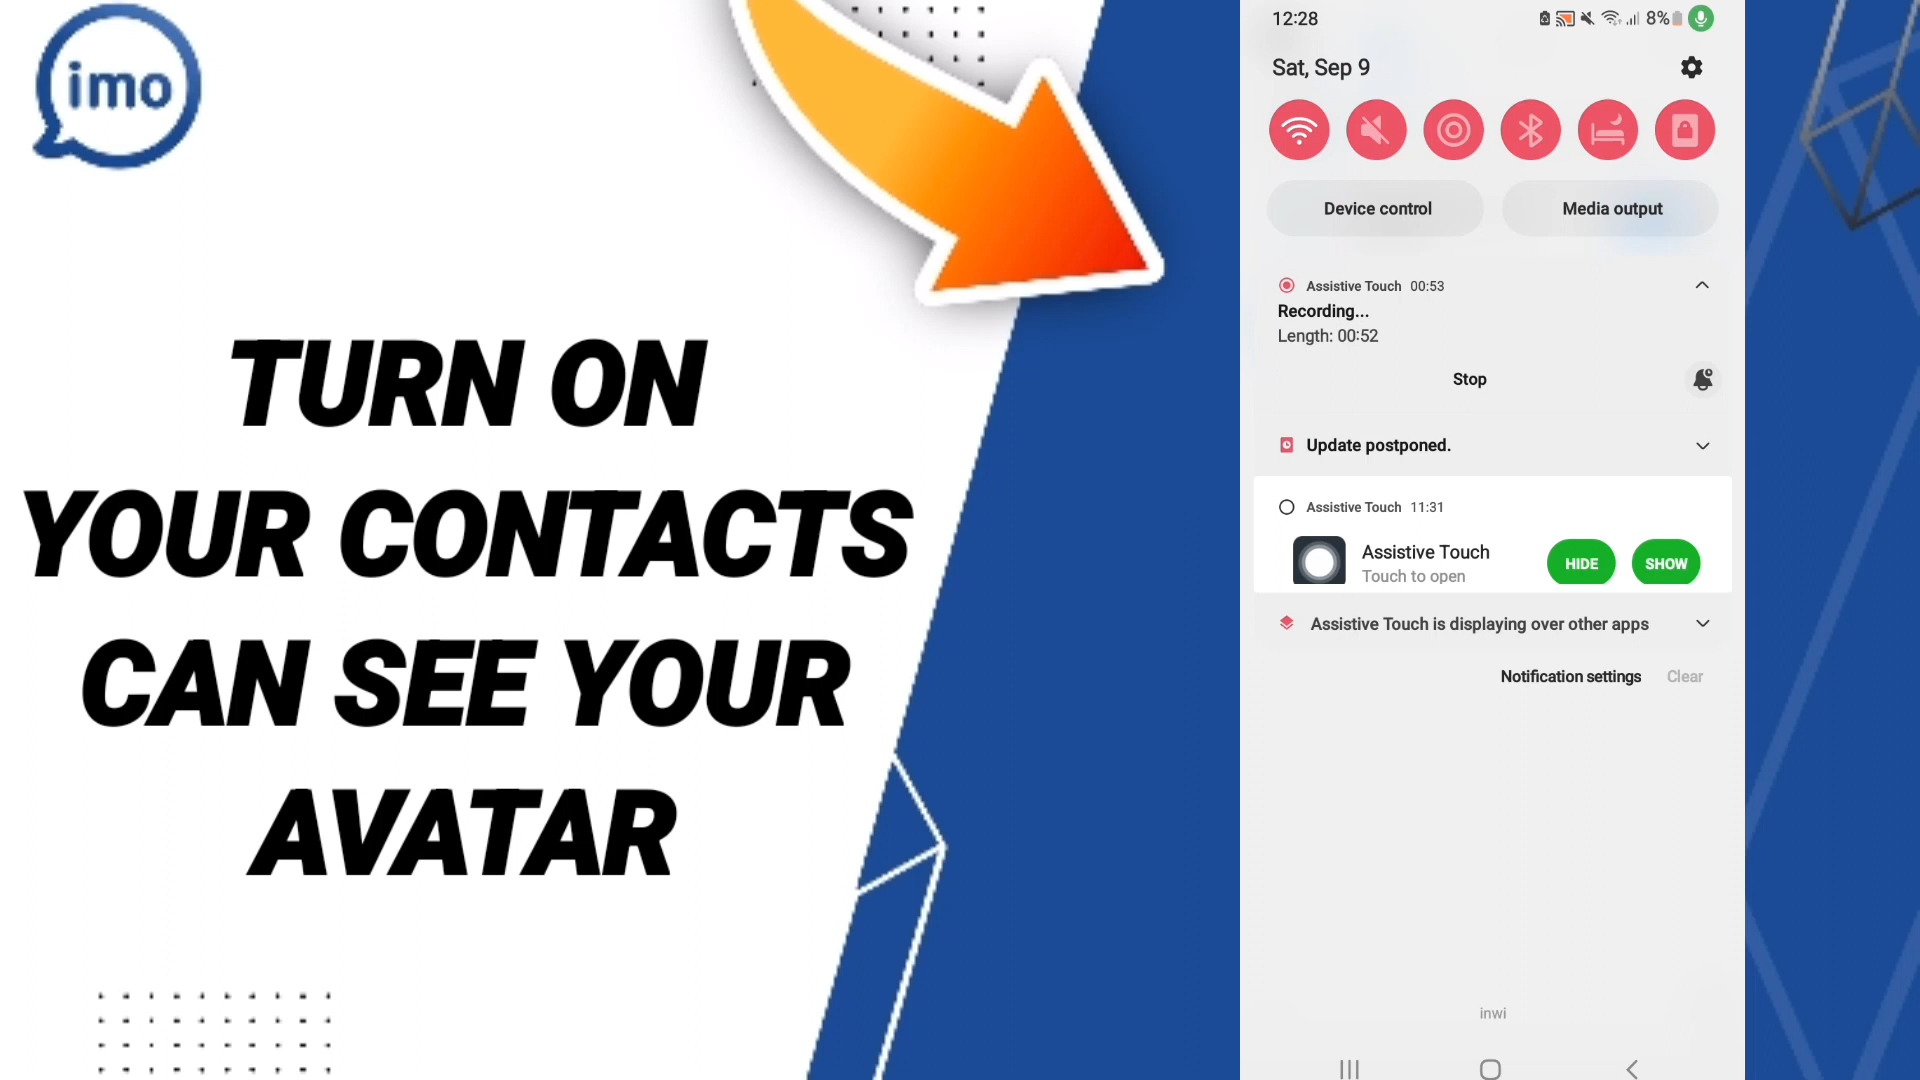 imo
TURN ON
YOUR CONTACTS
CAN SEE YOUR
AVATAR
12:28
8%
Sat, Sep 9
Device control
Media output
Assistive Touch 00:53
Recording...
Length: 00:52
Stop
Update postponed.
Assistive Touch 11:31
Assistive Touch
Touch to open
HIDE
SHOW
Assistive Touch is displaying over other apps
Notification settings
Clear
inwi